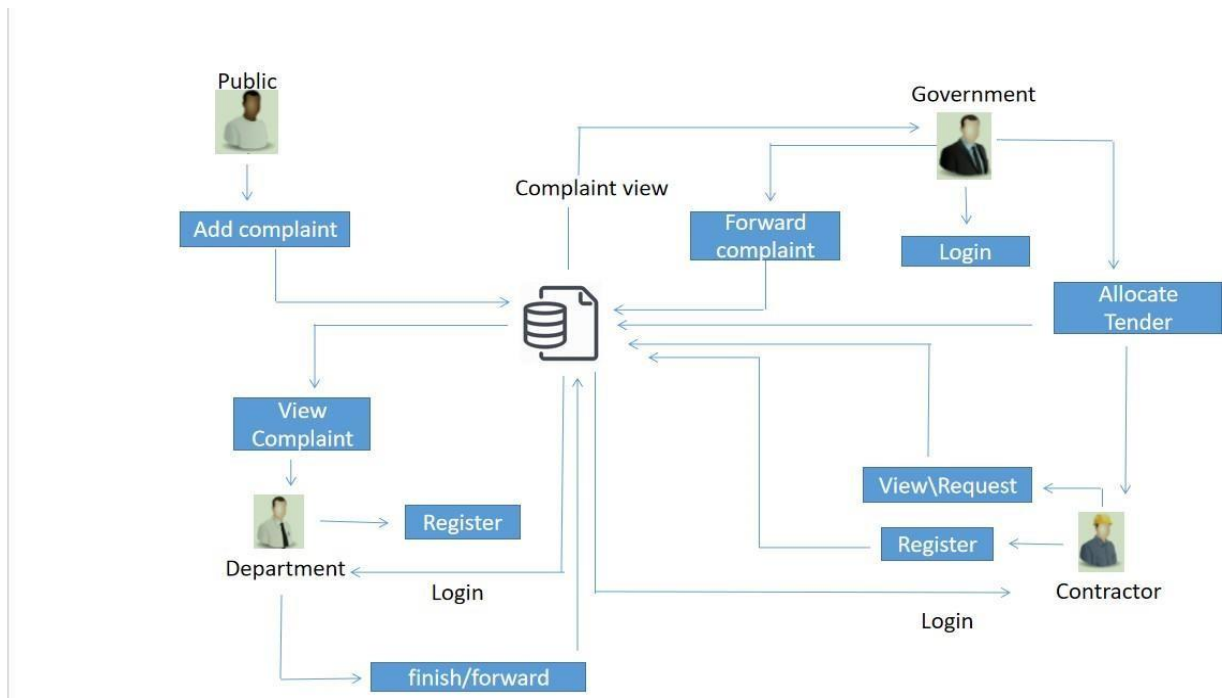 Public
Government
Complaint view
Add complaint
Forward
complaint
Login
Allocate
Tender
View
Complaint
View\Request
Register
Register
Department
Login
Contractor
Login
finish/forward